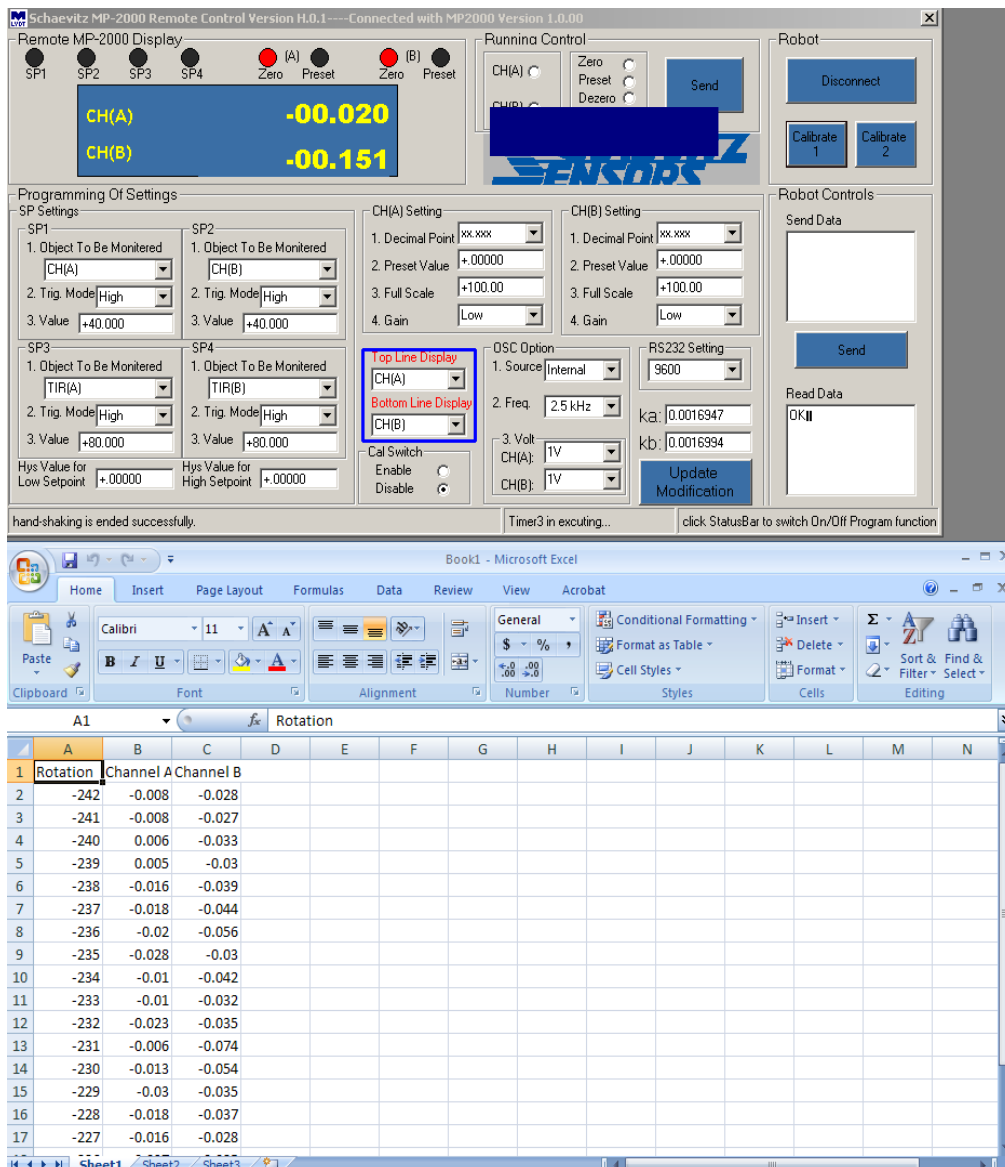 Schaevitz MP-2000 Remote Control Version H.0.1----Connected with MP2000 Version 1.0.00
Remote MP-2000 Display
SP1 SP2 SP3 SP4 (A) Zero Preset (B) Zero Preset
CH(A) -00.020
CH(B) -00.151
Running Control
CH(A)
CH(B)
Zero
Preset
Dezero
Send
SENSORS
Robot
Disconnect
Calibrate 1
Calibrate 2
Programming Of Settings
SP Settings
SP1
1. Object To Be Monitered
CH(A)
2. Trig. Mode High
3. Value +40.000
SP2
1. Object To Be Monitered
CH(B)
2. Trig. Mode High
3. Value +40.000
SP3
1. Object To Be Monitered
TIR(A)
2. Trig. Mode High
3. Value +80.000
SP4
1. Object To Be Monitered
TIR(B)
2. Trig. Mode High
3. Value +80.000
Hys Value for
Low Setpoint +.00000
Hys Value for
High Setpoint +.00000
CH(A) Setting
1. Decimal Point xx.xxx
2. Preset Value +.00000
3. Full Scale +100.00
4. Gain Low
CH(B) Setting
1. Decimal Point xx.xxx
2. Preset Value +.00000
3. Full Scale +100.00
4. Gain Low
Top Line Display
CH(A)
Bottom Line Display
CH(B)
Cal Switch
Enable
Disable
OSC Option
1. Source Internal
2. Freq. 2.5 kHz
3. Volt
CH(A): 1V
CH(B): 1V
RS232 Setting
9600
ka: 0.0016947
kb: 0.0016994
Update
Modification
Robot Controls
Send Data
Send
Read Data
OK
hand-shaking is ended successfully. Timer3 in excuting... click StatusBar to switch On/Off Program function
Book1 - Microsoft Excel
Home Insert Page Layout Formulas Data Review View Acrobat
Paste
Clipboard
Calibri 11
B I U
Font
Alignment
General
$ % ,
Number
Conditional Formatting
Format as Table
Cell Styles
Styles
Insert
Delete
Format
Cells
Sort & Filter
Find & Select
Editing
A1 fx Rotation
A B C D E F G H I J K L M N
1 Rotation Channel A Channel B
2 -242 -0.008 -0.028
3 -241 -0.008 -0.027
4 -240 0.006 -0.033
5 -239 0.005 -0.03
6 -238 -0.016 -0.039
7 -237 -0.018 -0.044
8 -236 -0.02 -0.056
9 -235 -0.028 -0.03
10 -234 -0.01 -0.042
11 -233 -0.01 -0.032
12 -232 -0.023 -0.035
13 -231 -0.006 -0.074
14 -230 -0.013 -0.054
15 -229 -0.03 -0.035
16 -228 -0.018 -0.037
17 -227 -0.016 -0.028
Sheet1 Sheet2 Sheet3